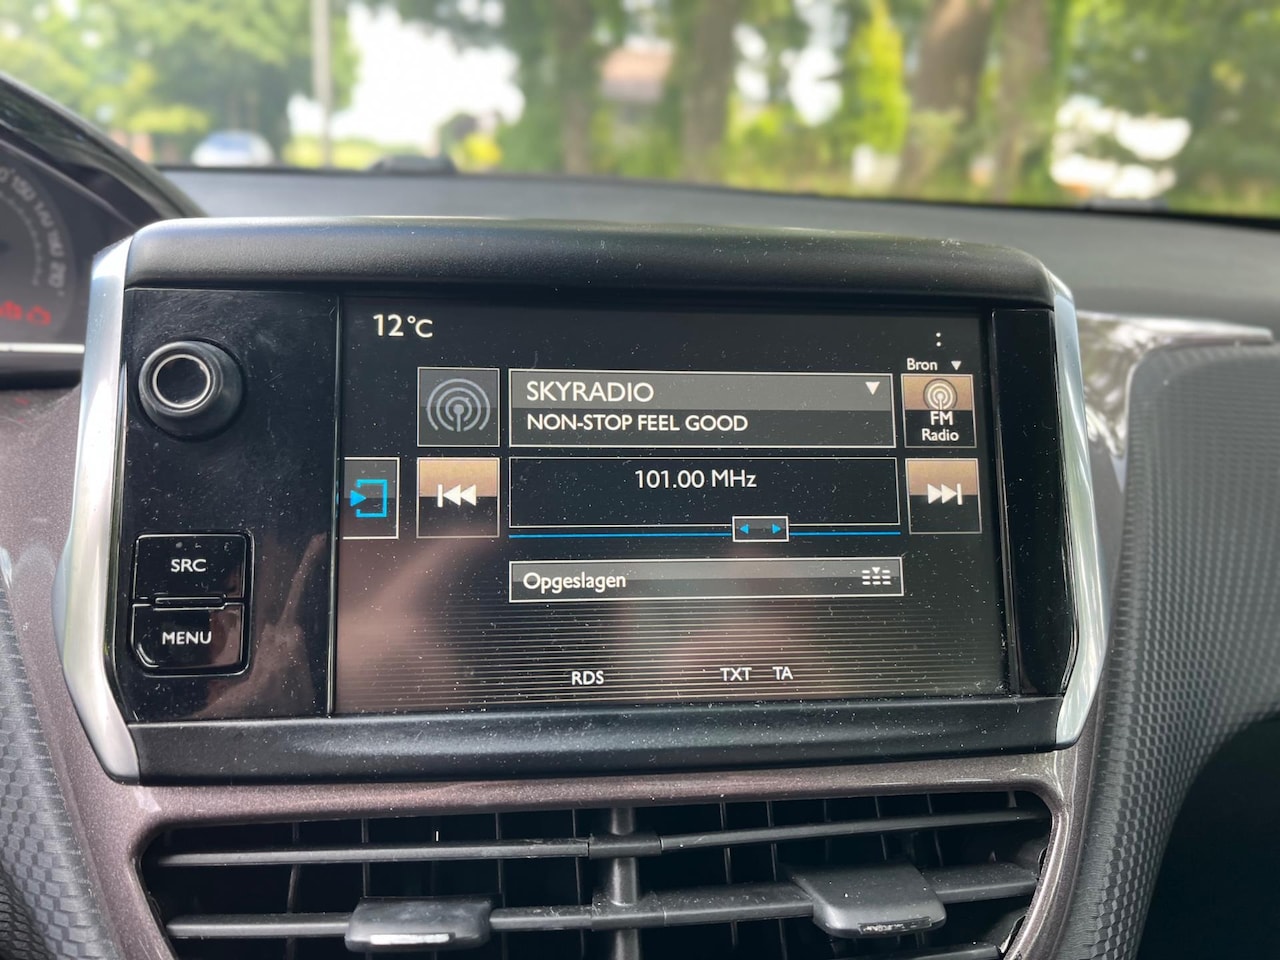 12°C
Bron
SKYRADIO
NON-STOP FEEL GOOD
FM
Radio
101.00 MHz
SRC
Opgeslagen
MENU
RDS TXT TA